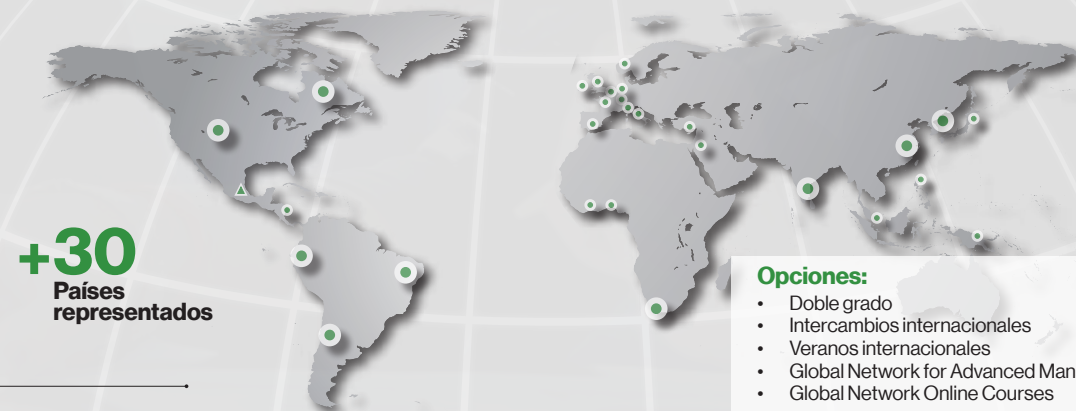 +30
Países
representados
Opciones:
• Doble grado
• Intercambios internacionales
• Veranos internacionales
• Global Network for Advanced Man
• Global Network Online Courses